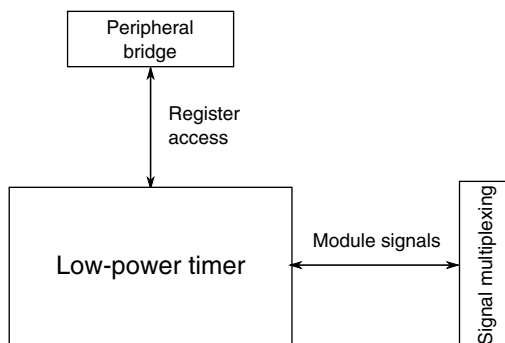 Peripheral
bridge
Register
access
Low-power timer
Module signals
Signal multiplexing